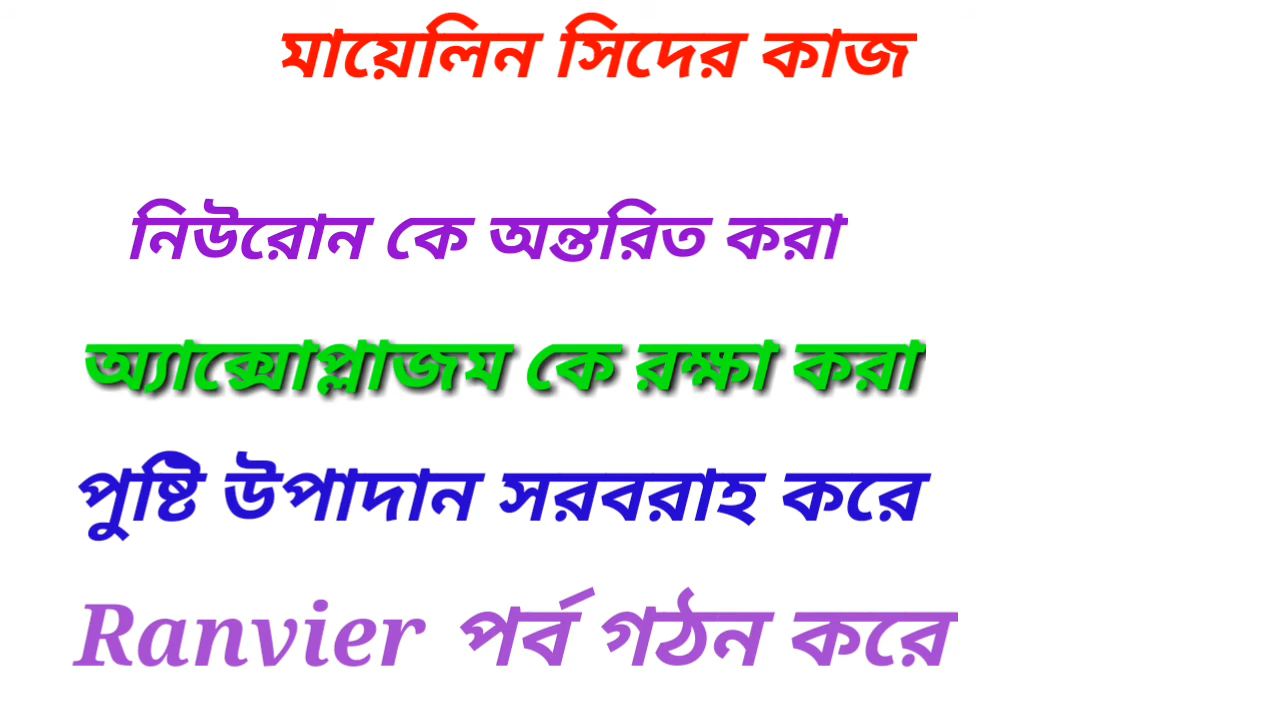 মায়েলিন সিদের কাজ
নিউরোন কে অন্তরিত করা
অ্যাক্সোপ্লাজম কে রক্ষা করা
পুষ্টি উপাদান সরবরাহ করে
Ranvier পর্ব গঠন করে